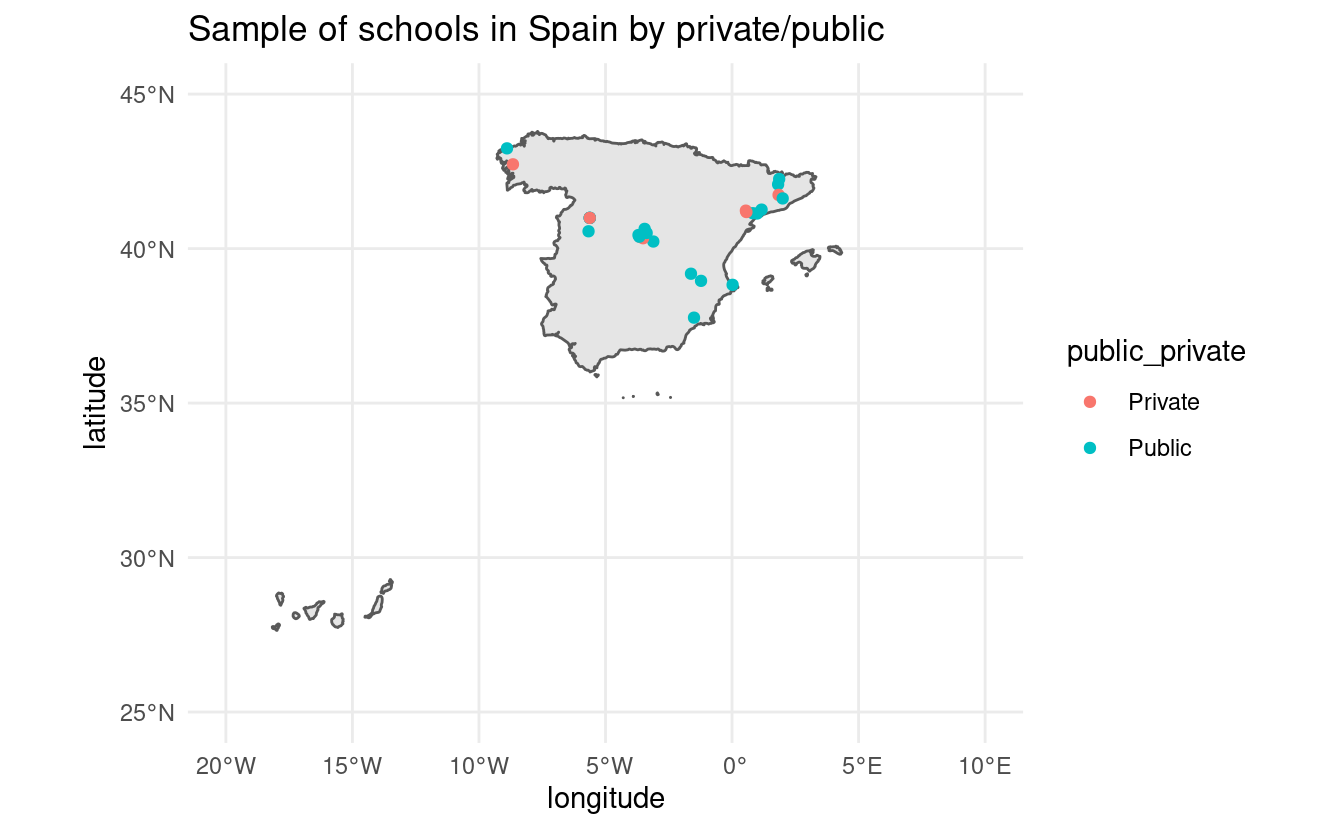 Sample of schools in Spain by private/public
45°N
40°N
35°N
30°N
25°N
latitude
20°W 15°W 10°W 5°W 0° 5°E 10°E
longitude
public_private
Private
Public